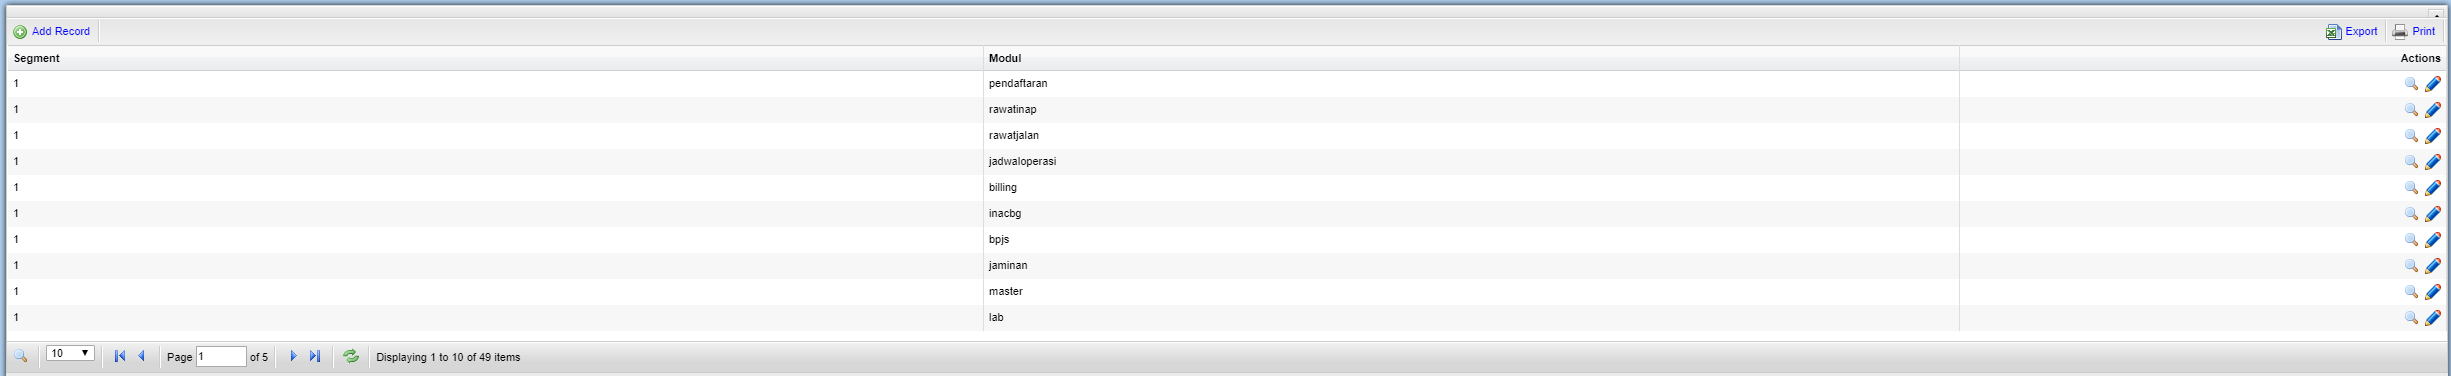 Add Record Export Print
Segment Modul Actions
1 pendaftaran
1 rawatinap
1 rawatjalan
1 jadwaloperasi
1 billing
1 inacbg
1 bpjs
1 jaminan
1 master
1 lab
10 Page 1 of 5 Displaying 1 to 10 of 49 items